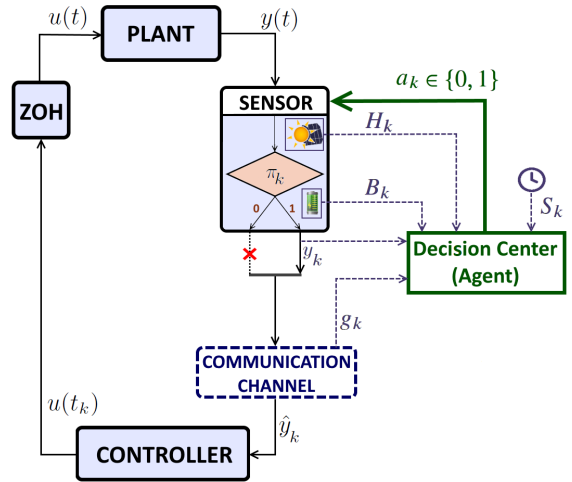 u(t)
PLANT
y(t)
a_k ∈ {0, 1}
ZOH
SENSOR
H_k
π_k
B_k
S_k
0
1
y_k
Decision Center
(Agent)
g_k
COMMUNICATION
CHANNEL
u(t_k)
ŷ_k
CONTROLLER